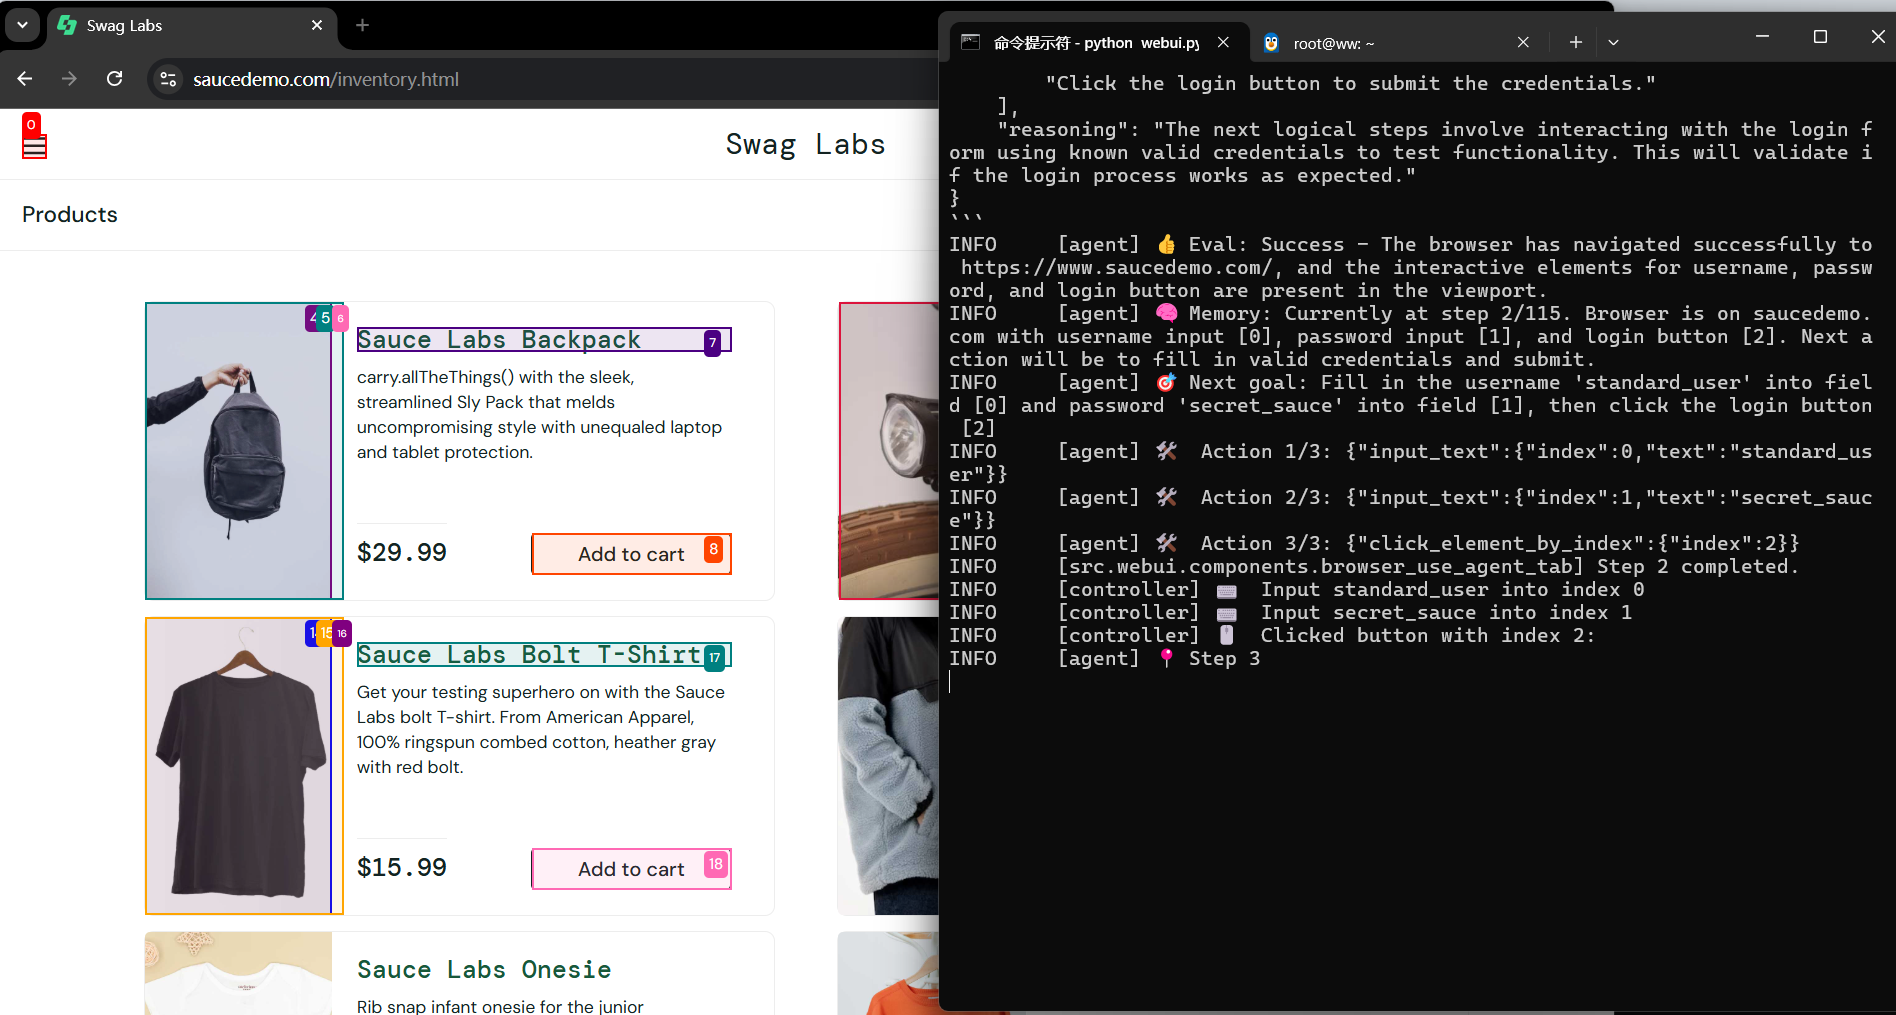 Swag Labs
saucedemo.com/inventory.html
0
Swag Labs
Products
5
6
Sauce Labs Backpack
7
carry.allTheThings() with the sleek,
streamlined Sly Pack that melds
uncompromising style with unequaled laptop
and tablet protection.
$29.99
Add to cart
8
15
16
Sauce Labs Bolt T-Shirt
17
Get your testing superhero on with the Sauce
Labs bolt T-shirt. From American Apparel,
100% ringspun combed cotton, heather gray
with red bolt.
$15.99
Add to cart
18
Sauce Labs Onesie
Rib snap infant onesie for the junior
命令提示符 - python  webui.py
root@ww: ~
"Click the login button to submit the credentials."
],
"reasoning": "The next logical steps involve interacting with the login f
orm using known valid credentials to test functionality. This will validate i
f the login process works as expected."
}
```
INFO     [agent] 👍 Eval: Success - The browser has navigated successfully to
https://www.saucedemo.com/, and the interactive elements for username, passw
ord, and login button are present in the viewport.
INFO     [agent] 🧠 Memory: Currently at step 2/115. Browser is on saucedemo.
com with username input [0], password input [1], and login button [2]. Next a
ction will be to fill in valid credentials and submit.
INFO     [agent] 🎯 Next goal: Fill in the username 'standard_user' into fiel
d [0] and password 'secret_sauce' into field [1], then click the login button
[2]
INFO     [agent] 🛠️  Action 1/3: {"input_text":{"index":0,"text":"standard_us
er"}}
INFO     [agent] 🛠️  Action 2/3: {"input_text":{"index":1,"text":"secret_sauc
e"}}
INFO     [agent] 🛠️  Action 3/3: {"click_element_by_index":{"index":2}}
INFO     [src.webui.components.browser_use_agent_tab] Step 2 completed.
INFO     [controller] ⌨️  Input standard_user into index 0
INFO     [controller] ⌨️  Input secret_sauce into index 1
INFO     [controller] 🖱️  Clicked button with index 2:
INFO     [agent] 📍 Step 3